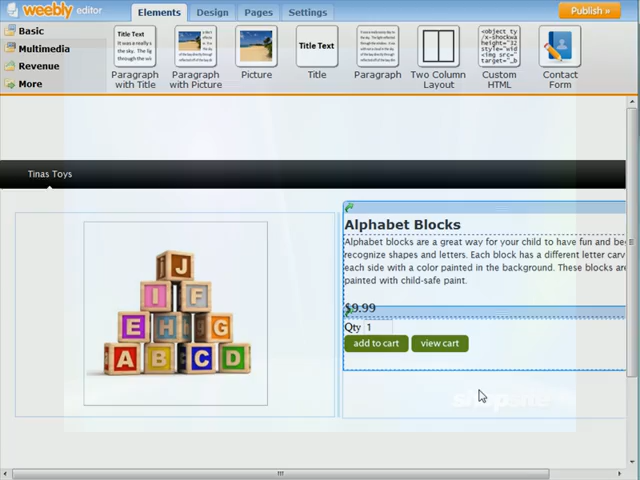 weebly editor
Elements Design Pages Settings
Publish »
Basic
Multimedia
Revenue
More
Title Text
Title Text
Paragraph with Title
Paragraph with Picture
Picture
Title
Paragraph
Two Column Layout
Custom HTML
Contact Form
Tinas Toys
Alphabet Blocks
Alphabet blocks are a great way for your child to have fun and
recognize shapes and letters. Each block has a different letter
each side with a color painted in the background. These blocks
painted with child-safe paint.
$9.99
Qty 1
add to cart view cart
J
I F
E H G
A B C D